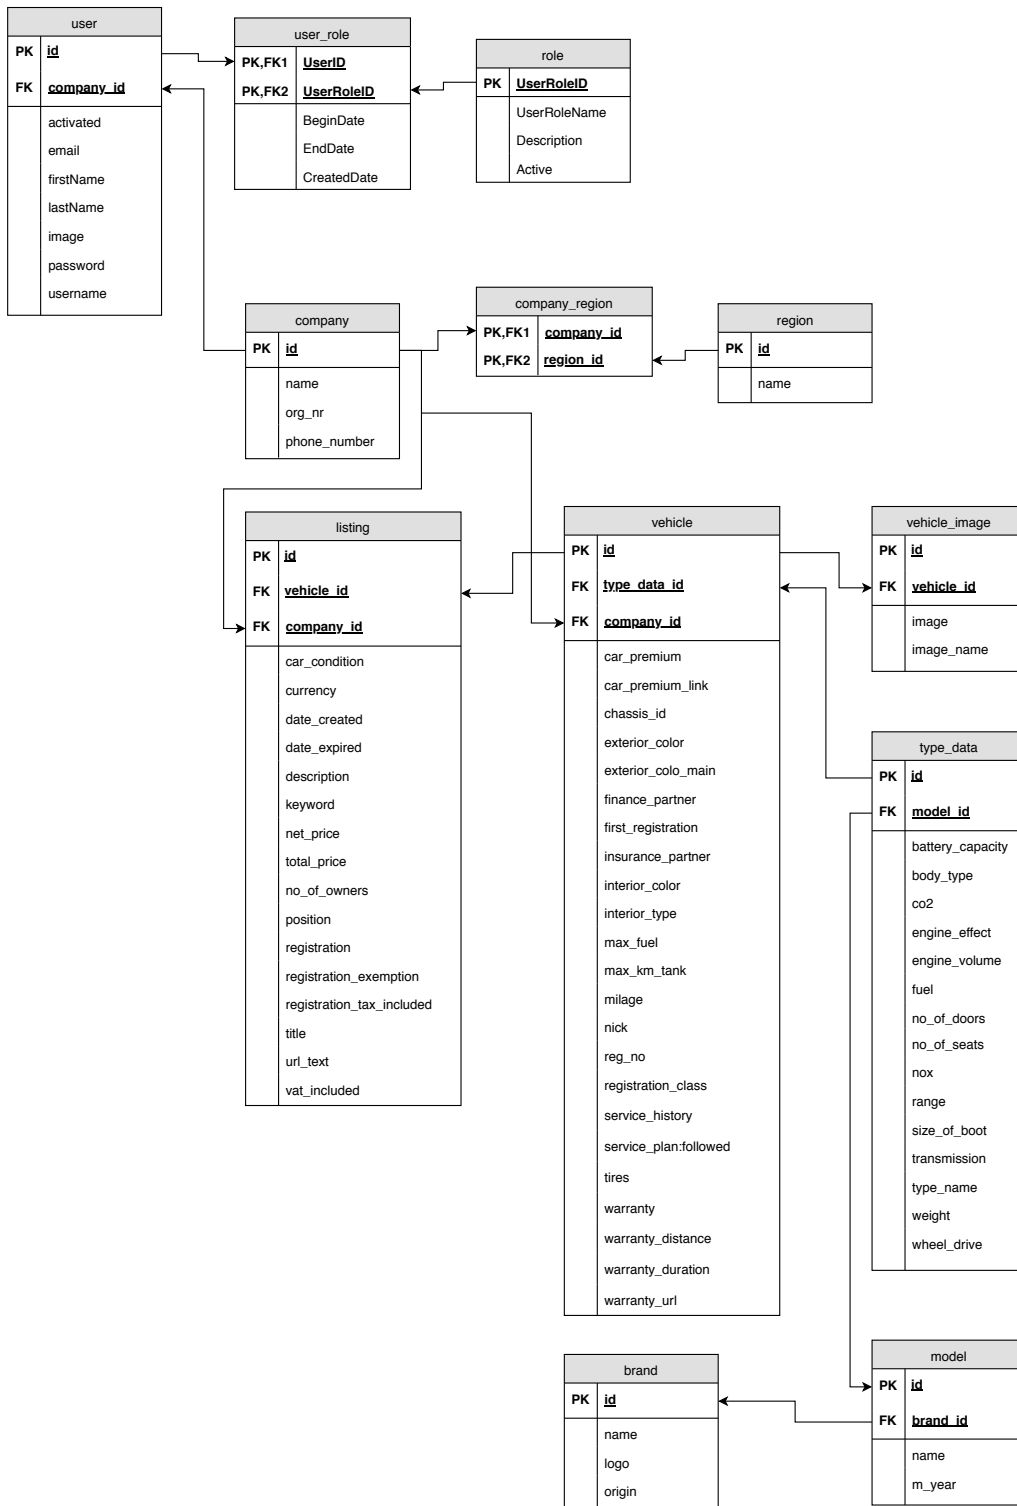 user
PK id
FK company_id
activated
email
firstName
lastName
image
password
username
user_role
PK,FK1 UserID
PK,FK2 UserRoleID
BeginDate
EndDate
CreatedDate
role
PK UserRoleID
UserRoleName
Description
Active
company
PK id
name
org_nr
phone_number
company_region
PK,FK1 company_id
PK,FK2 region_id
region
PK id
name
listing
PK id
FK vehicle_id
FK company_id
car_condition
currency
date_created
date_expired
description
keyword
net_price
total_price
no_of_owners
position
registration
registration_exemption
registration_tax_included
title
url_text
vat_included
vehicle
PK id
FK type_data_id
FK company_id
car_premium
car_premium_link
chassis_id
exterior_color
exterior_colo_main
finance_partner
first_registration
insurance_partner
interior_color
interior_type
max_fuel
max_km_tank
milage
nick
reg_no
registration_class
service_history
service_plan:followed
tires
warranty
warranty_distance
warranty_duration
warranty_url
vehicle_image
PK id
FK vehicle_id
image
image_name
type_data
PK id
FK model_id
battery_capacity
body_type
co2
engine_effect
engine_volume
fuel
no_of_doors
no_of_seats
nox
range
size_of_boot
transmission
type_name
weight
wheel_drive
brand
PK id
name
logo
origin
model
PK id
FK brand_id
name
m_year